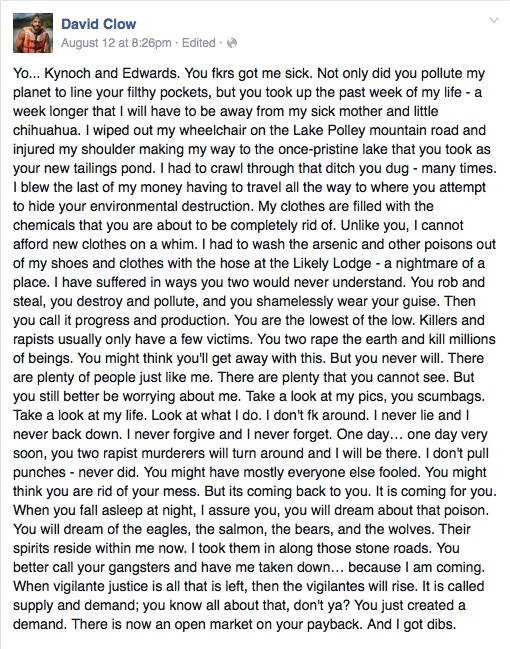 David Clow
August 12 at 8:26pm · Edited ·
Yo... Kynoch and Edwards. You fkrs got me sick. Not only did you pollute my
planet to line your filthy pockets, but you took up the past week of my life - a
week longer that I will have to be away from my sick mother and little
chihuahua. I wiped out my wheelchair on the Lake Polley mountain road and
injured my shoulder making my way to the once-pristine lake that you took as
your new tailings pond. I had to crawl through that ditch you dug - many times.
I blew the last of my money having to travel all the way to where you attempt
to hide your environmental destruction. My clothes are filled with the
chemicals that you are about to be completely rid of. Unlike you, I cannot
afford new clothes on a whim. I had to wash the arsenic and other poisons out
of my shoes and clothes with the hose at the Likely Lodge - a nightmare of a
place. I have suffered in ways you two would never understand. You rob and
steal, you destroy and pollute, and you shamelessly wear your guise. Then
you call it progress and production. You are the lowest of the low. Killers and
rapists usually only have a few victims. You two rape the earth and kill millions
of beings. You might think you'll get away with this. But you never will. There
are plenty of people just like me. There are plenty that you cannot see. But
you still better be worrying about me. Take a look at my pics, you scumbags.
Take a look at my life. Look at what I do. I don't fk around. I never lie and I
never back down. I never forgive and I never forget. One day… one day very
soon, you two rapist murderers will turn around and I will be there. I don't pull
punches - never did. You might have mostly everyone else fooled. You might
think you are rid of your mess. But its coming back to you. It is coming for you.
When you fall asleep at night, I assure you, you will dream about that poison.
You will dream of the eagles, the salmon, the bears, and the wolves. Their
spirits reside within me now. I took them in along those stone roads. You
better call your gangsters and have me taken down… because I am coming.
When vigilante justice is all that is left, then the vigilantes will rise. It is called
supply and demand; you know all about that, don't ya? You just created a
demand. There is now an open market on your payback. And I got dibs.